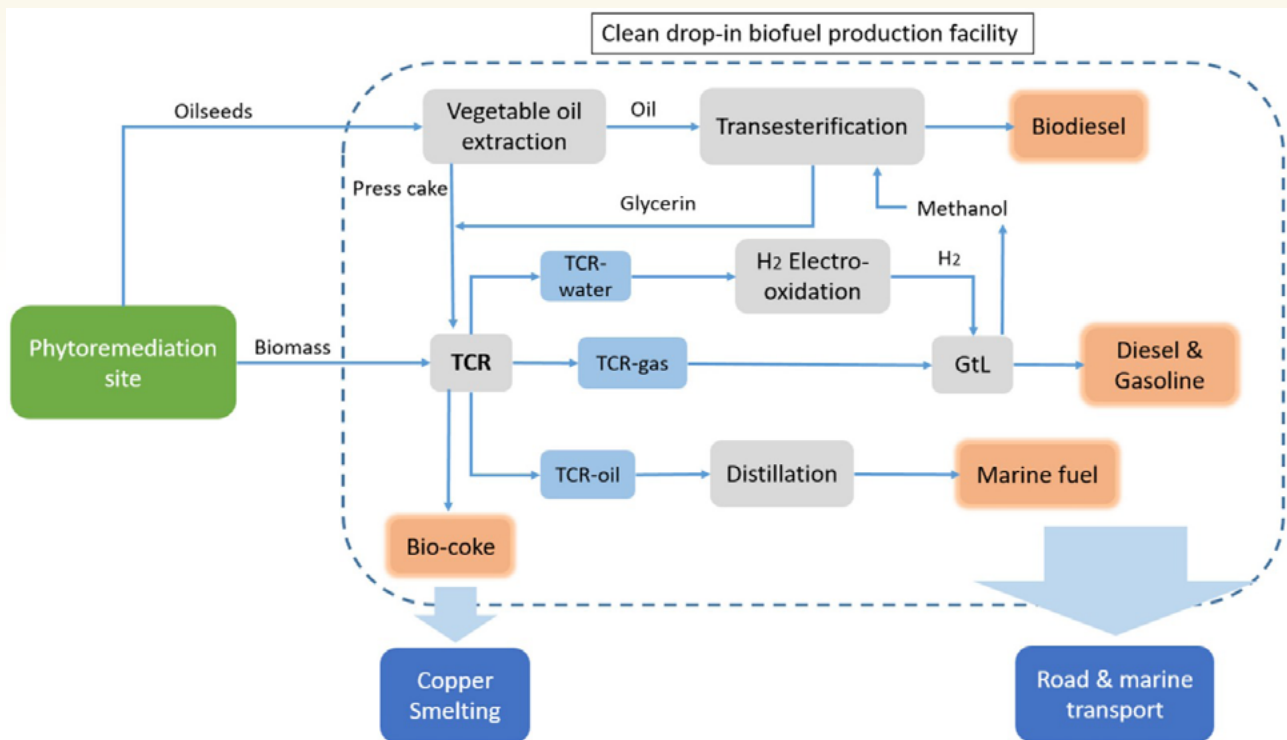 Clean drop-in biofuel production facility
Oilseeds
Vegetable oil
extraction
Oil
Transesterification
Biodiesel
Press cake
Glycerin
Methanol
TCR-
water
H2 Electro-
oxidation
H2
Phytoremediation
site
Biomass
TCR
TCR-gas
GtL
Diesel &
Gasoline
TCR-oil
Distillation
Marine fuel
Bio-coke
Copper
Smelting
Road & marine
transport